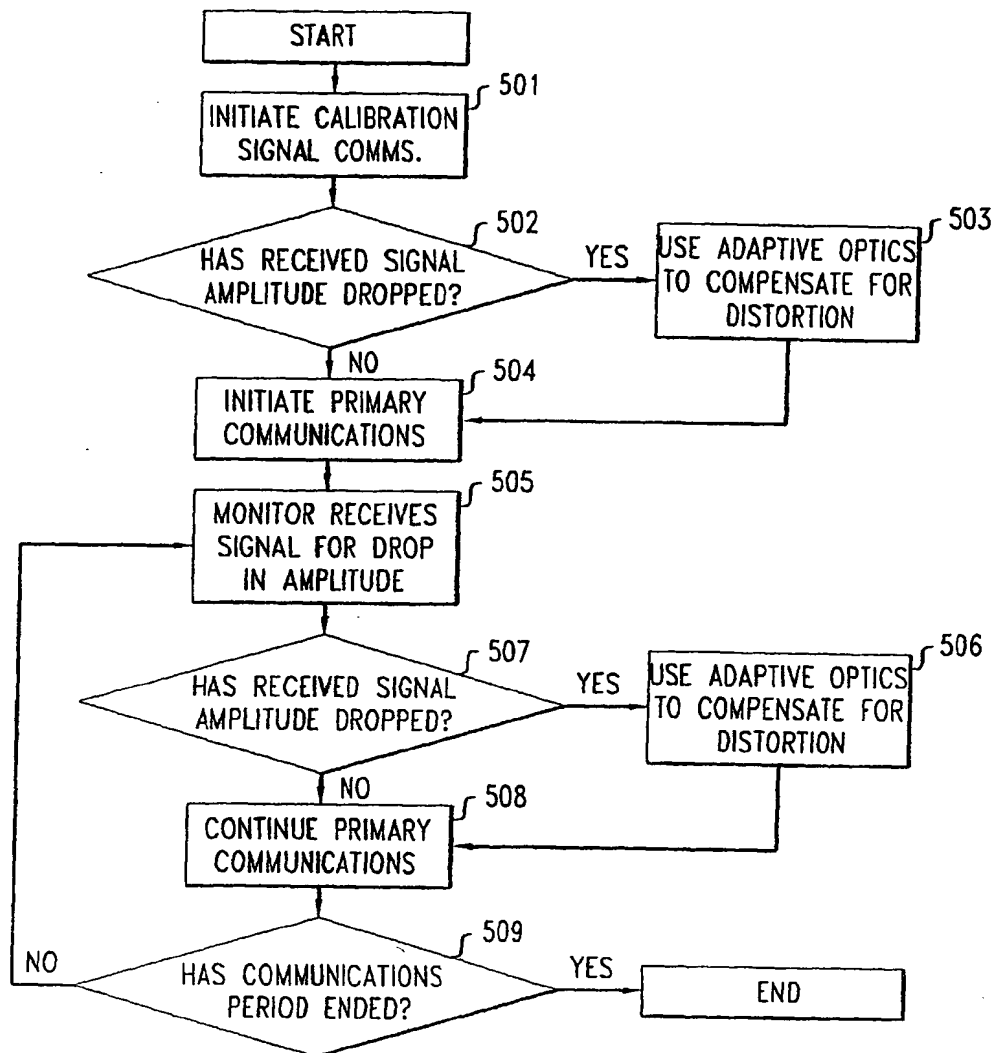 START
501
INITIATE CALIBRATION
SIGNAL COMMS.
502
HAS RECEIVED SIGNAL
AMPLITUDE DROPPED?
YES
503
USE ADAPTIVE OPTICS
TO COMPENSATE FOR
DISTORTION
NO
504
INITIATE PRIMARY
COMMUNICATIONS
505
MONITOR RECEIVES
SIGNAL FOR DROP
IN AMPLITUDE
507
HAS RECEIVED SIGNAL
AMPLITUDE DROPPED?
YES
506
USE ADAPTIVE OPTICS
TO COMPENSATE FOR
DISTORTION
NO
508
CONTINUE PRIMARY
COMMUNICATIONS
509
NO
HAS COMMUNICATIONS
PERIOD ENDED?
YES
END